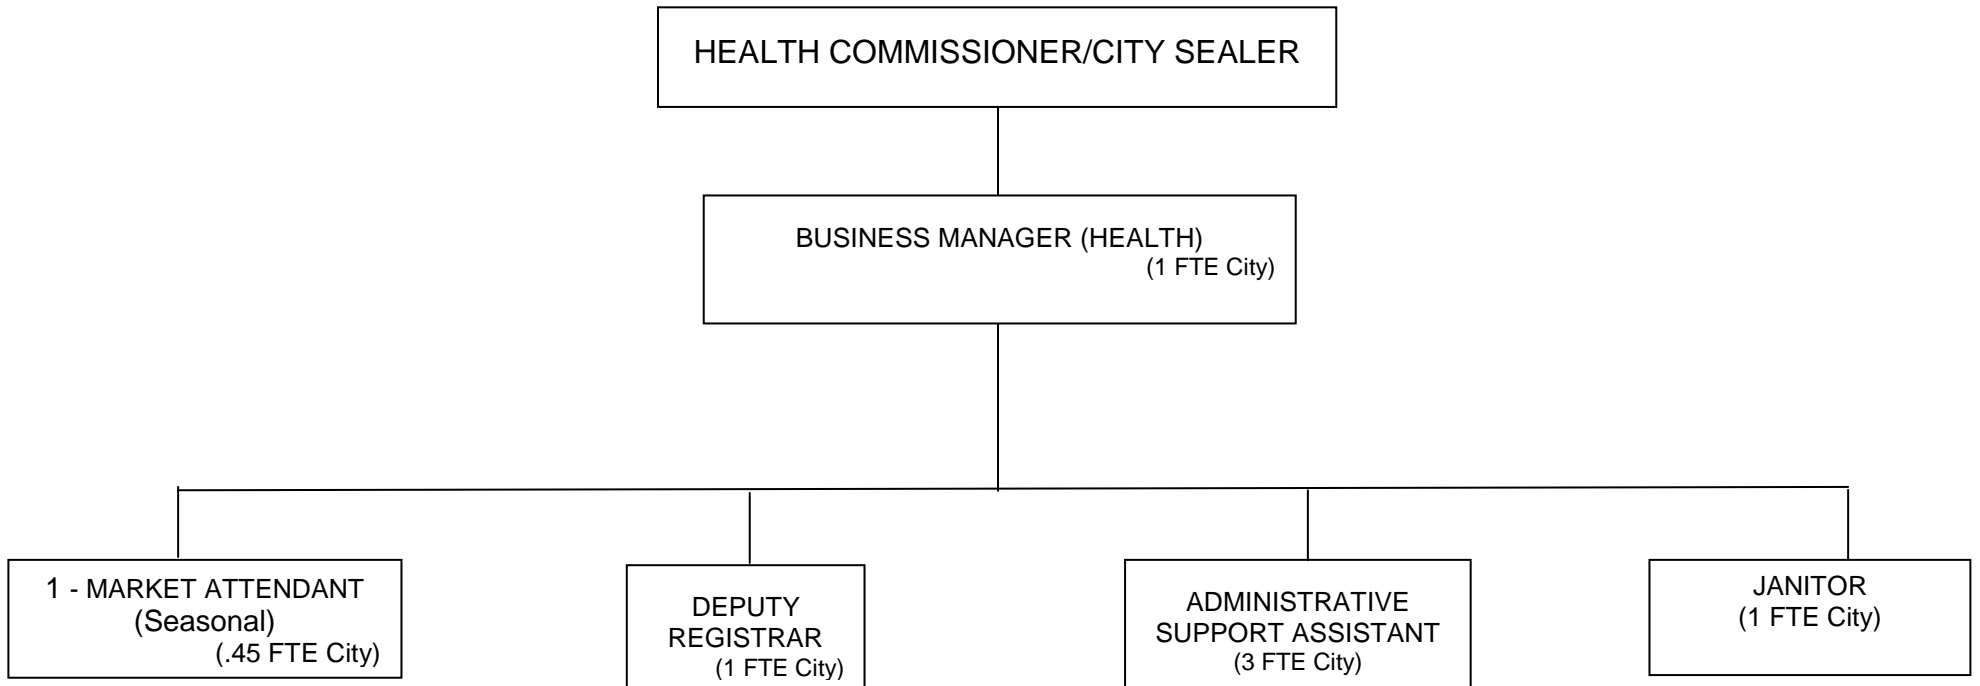 HEALTH COMMISSIONER/CITY SEALER
BUSINESS MANAGER (HEALTH)
(1 FTE City)
1 - MARKET ATTENDANT
(Seasonal)
(.45 FTE City)
DEPUTY
REGISTRAR
(1 FTE City)
ADMINISTRATIVE
SUPPORT ASSISTANT
(3 FTE City)
JANITOR
(1 FTE City)